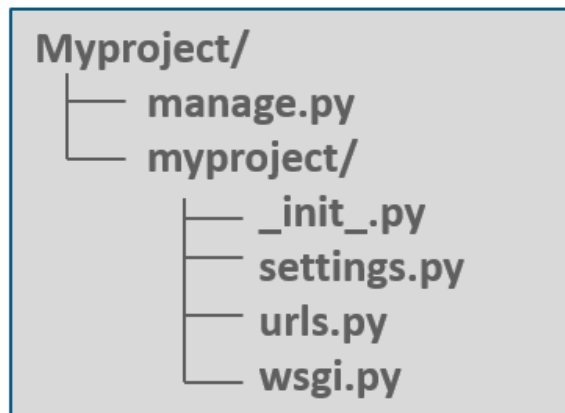 Myproject/
manage.py
myproject/
_init_.py
settings.py
urls.py
wsgi.py